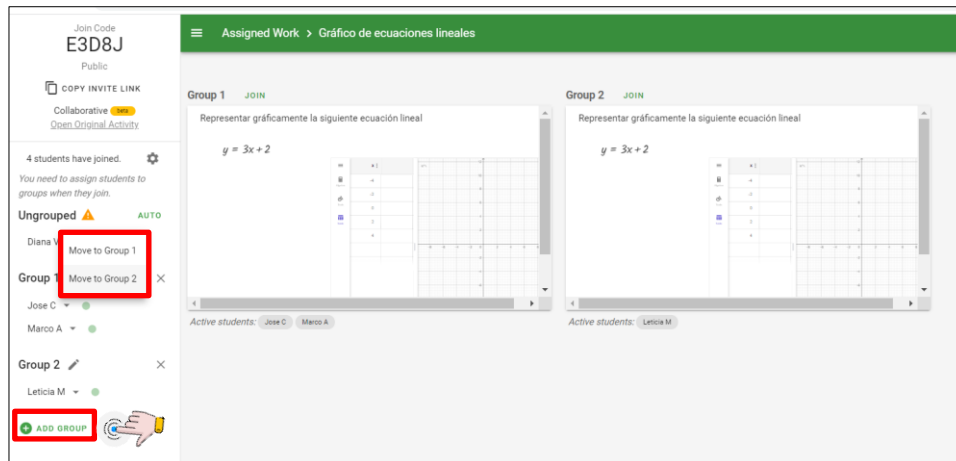 Join Code
E3D8J
Public
COPY INVITE LINK
Collaborative beta
Open Original Activity
4 students have joined.
You need to assign students to
groups when they join.
Ungrouped AUTO
Diana V
Move to Group 1
Move to Group 2
Group 1
Jose C
Marco A
Group 2
Leticia M
ADD GROUP
Assigned Work > Gráfico de ecuaciones lineales
Group 1 JOIN
Representar gráficamente la siguiente ecuación lineal
y = 3x + 2
Active students: Jose C Marco A
Group 2 JOIN
Representar gráficamente la siguiente ecuación lineal
y = 3x + 2
Active students: Leticia M